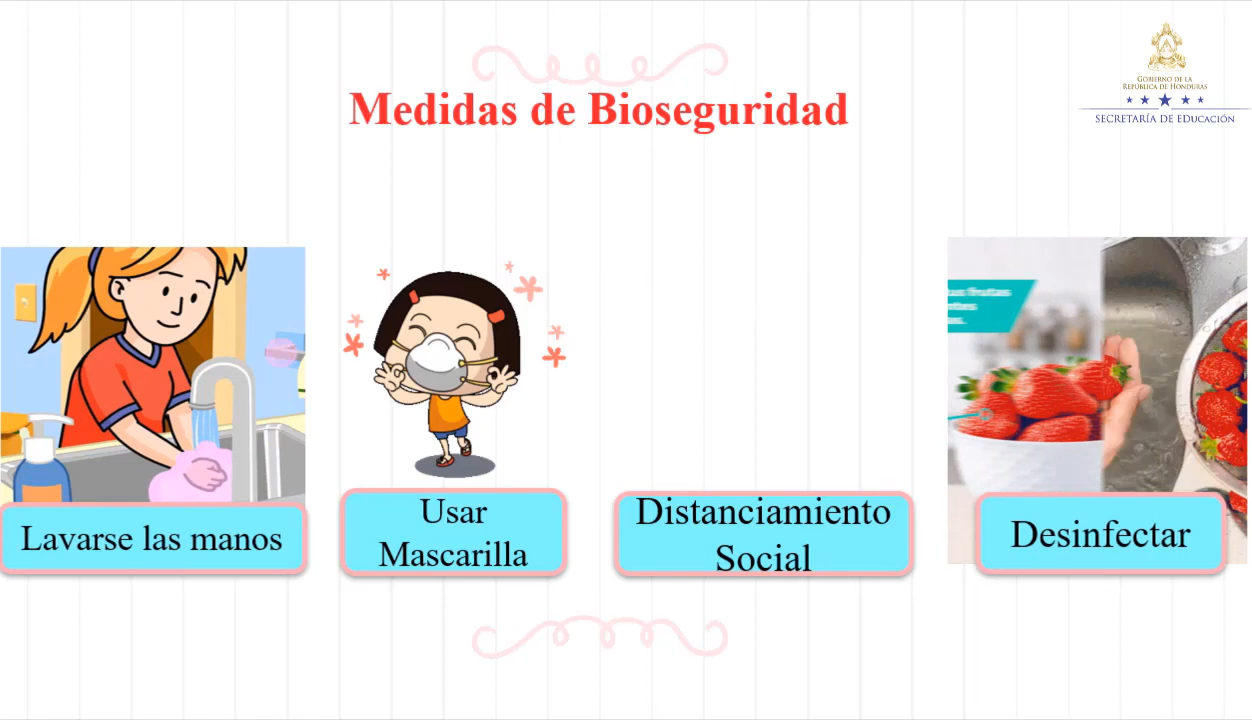 GOBIERNO DE LA
REPÚBLICA DE HONDURAS
SECRETARÍA DE EDUCACIÓN
Medidas de Bioseguridad
frutas
Lavarse las manos
Usar
Mascarilla
Distanciamiento
Social
Desinfectar